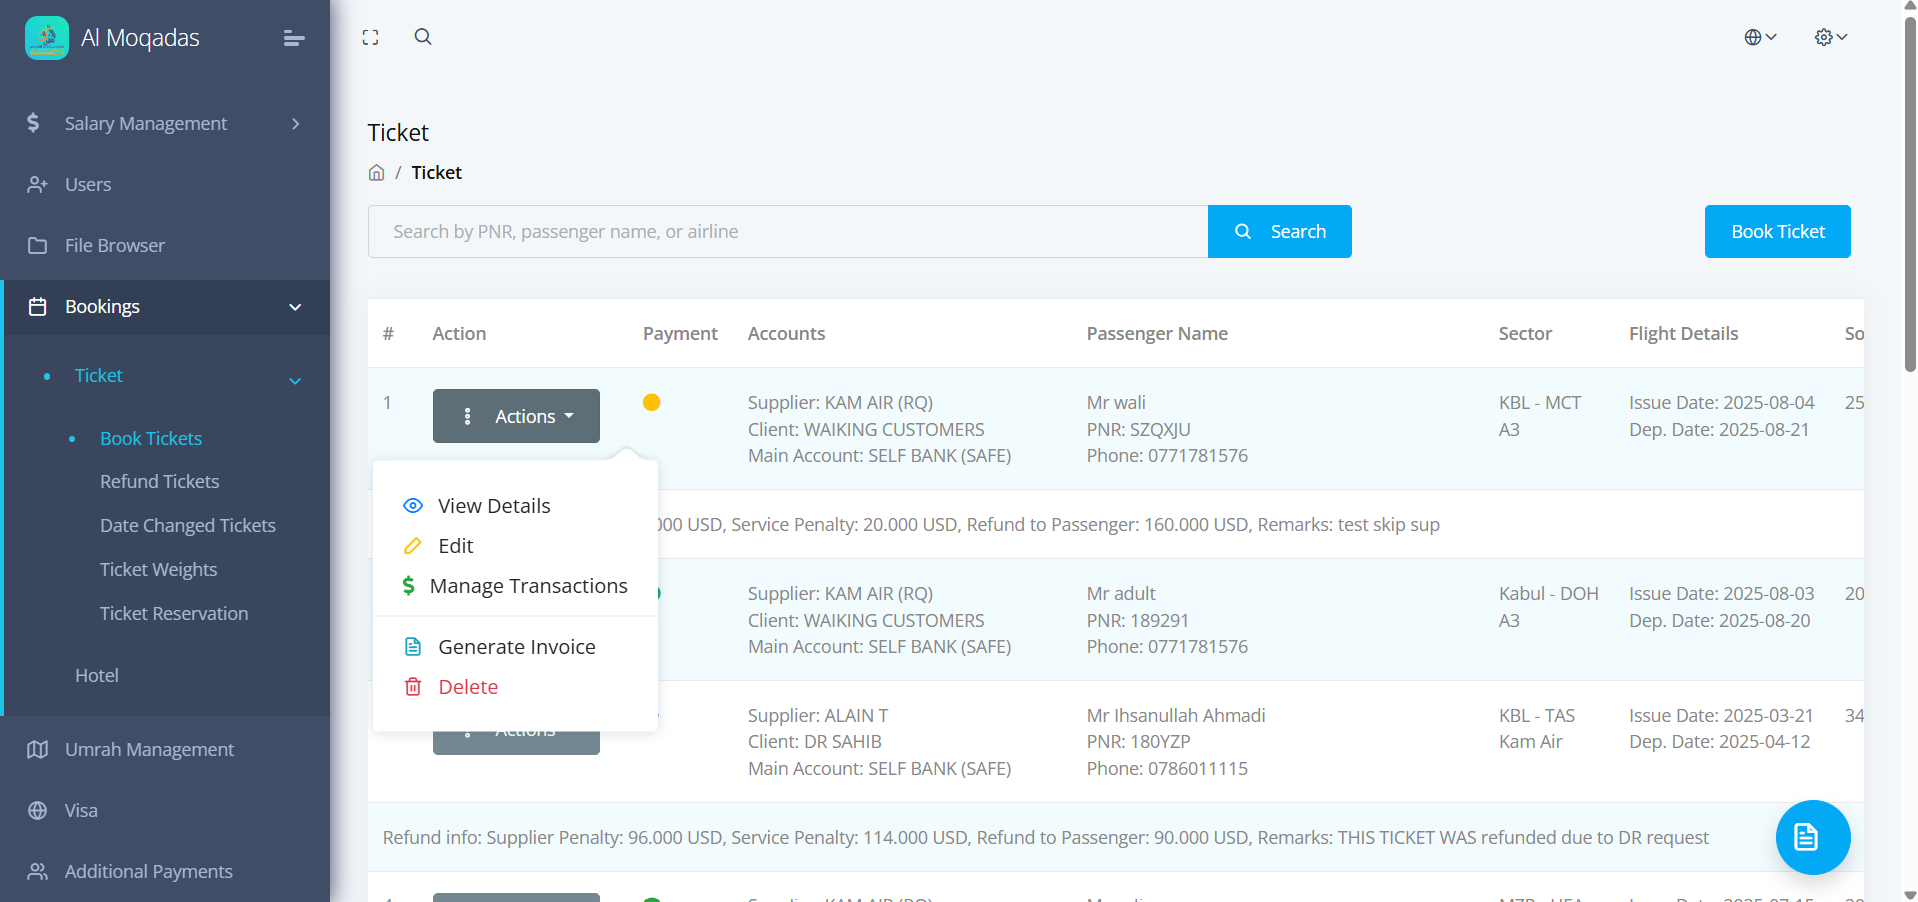 Al Moqadas
Salary Management
Users
File Browser
Bookings
Ticket
Book Tickets
Refund Tickets
Date Changed Tickets
Ticket Weights
Ticket Reservation
Hotel
Umrah Management
Visa
Additional Payments
Ticket
/ Ticket
Search by PNR, passenger name, or airline
Search
Book Ticket
# Action Payment Accounts Passenger Name Sector Flight Details So
1 Actions Supplier: KAM AIR (RQ) Mr wali KBL - MCT Issue Date: 2025-08-04 25
Client: WAIKING CUSTOMERS PNR: SZQXJU A3 Dep. Date: 2025-08-21
Main Account: SELF BANK (SAFE) Phone: 0771781576
View Details
Edit
Manage Transactions
Generate Invoice
Delete
000 USD, Service Penalty: 20.000 USD, Refund to Passenger: 160.000 USD, Remarks: test skip sup
Supplier: KAM AIR (RQ) Mr adult Kabul - DOH Issue Date: 2025-08-03 20
Client: WAIKING CUSTOMERS PNR: 189291 A3 Dep. Date: 2025-08-20
Main Account: SELF BANK (SAFE) Phone: 0771781576
Actions Supplier: ALAIN T Mr Ihsanullah Ahmadi KBL - TAS Issue Date: 2025-03-21 34
Client: DR SAHIB PNR: 180YZP Kam Air Dep. Date: 2025-04-12
Main Account: SELF BANK (SAFE) Phone: 0786011115
Refund info: Supplier Penalty: 96.000 USD, Service Penalty: 114.000 USD, Refund to Passenger: 90.000 USD, Remarks: THIS TICKET WAS refunded due to DR request